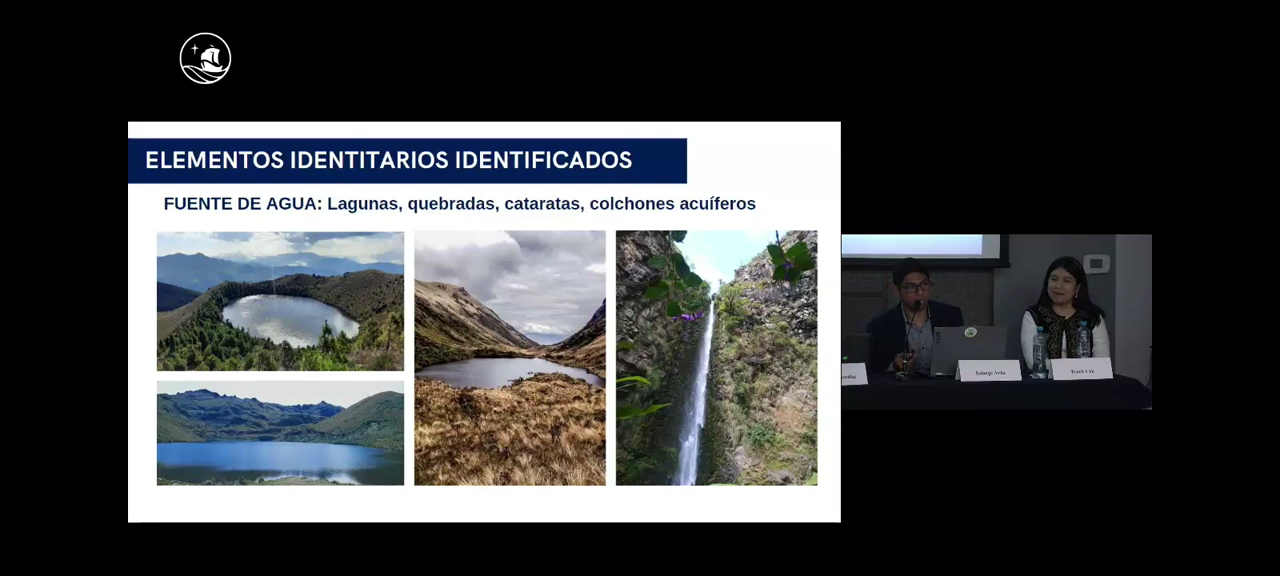 ELEMENTOS IDENTITARIOS IDENTIFICADOS
FUENTE DE AGUA: Lagunas, quebradas, cataratas, colchones acuíferos